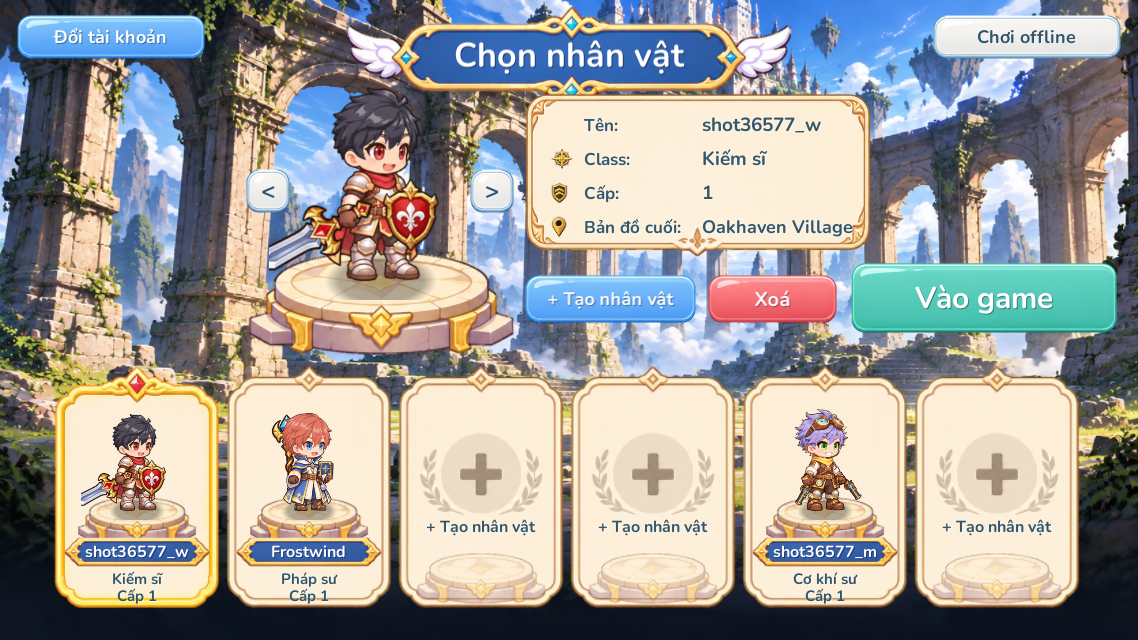 Đổi tài khoản
Chọn nhân vật
Chơi offline
Tên: shot36577_w
Class: Kiếm sĩ
Cấp: 1
Bản đồ cuối: Oakhaven Village
<
>
+ Tạo nhân vật
Xoá
Vào game
shot36577_w
Kiếm sĩ
Cấp 1
Frostwind
Pháp sư
Cấp 1
+ Tạo nhân vật
+ Tạo nhân vật
shot36577_m
Cơ khí sư
Cấp 1
+ Tạo nhân vật